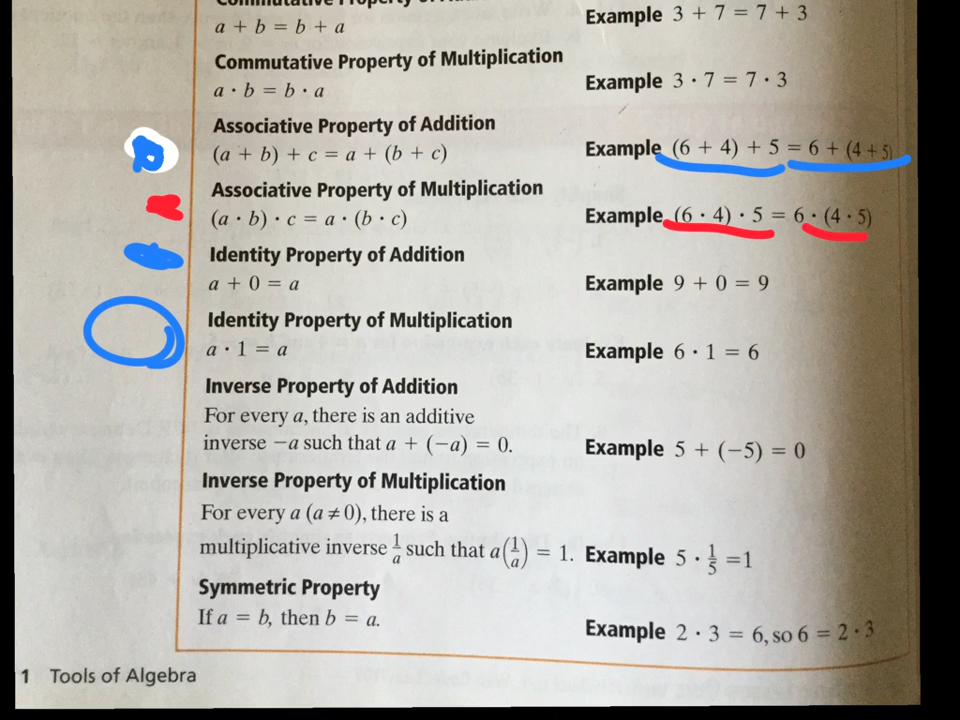 a + b = b + a
Example 3 + 7 = 7 + 3
Commutative Property of Multiplication
a · b = b · a
Example 3 · 7 = 7 · 3
Associative Property of Addition
(a + b) + c = a + (b + c)
Example (6 + 4) + 5 = 6 + (4 + 5)
Associative Property of Multiplication
(a · b) · c = a · (b · c)
Example (6 · 4) · 5 = 6 · (4 · 5)
Identity Property of Addition
a + 0 = a
Example 9 + 0 = 9
Identity Property of Multiplication
a · 1 = a
Example 6 · 1 = 6
Inverse Property of Addition
For every a, there is an additive
inverse −a such that a + (−a) = 0.
Example 5 + (−5) = 0
Inverse Property of Multiplication
For every a (a ≠ 0), there is a
multiplicative inverse 1/a such that a(1/a) = 1.
Example 5 · 1/5 =1
Symmetric Property
If a = b, then b = a.
Example 2 · 3 = 6, so 6 = 2 · 3
1 Tools of Algebra